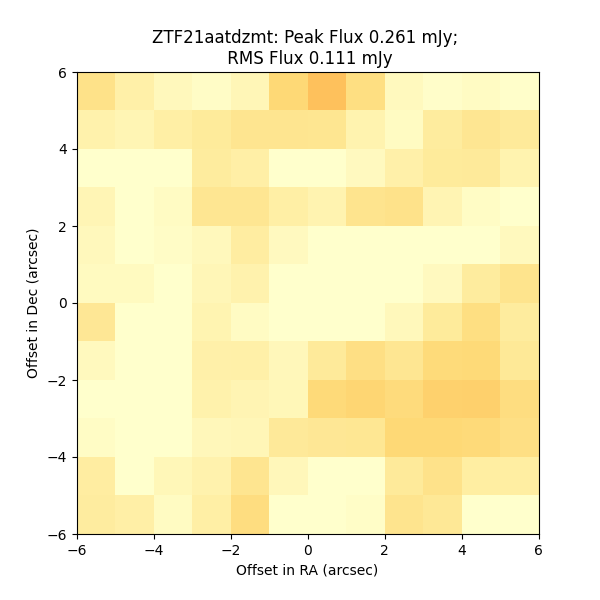 ZTF21aatdzmt: Peak Flux 0.261 mJy;
RMS Flux 0.111 mJy
6
4
2
0
−2
−4
−6
Offset in Dec (arcsec)
−6 −4 −2 0 2 4 6
Offset in RA (arcsec)